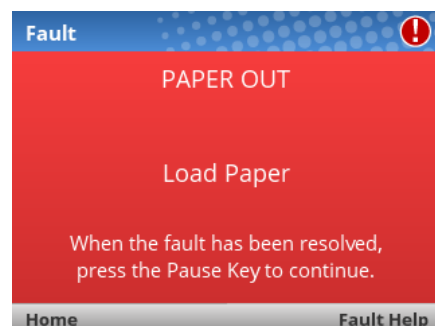 Fault
PAPER OUT
Load Paper
When the fault has been resolved,
press the Pause Key to continue.
Home
Fault Help